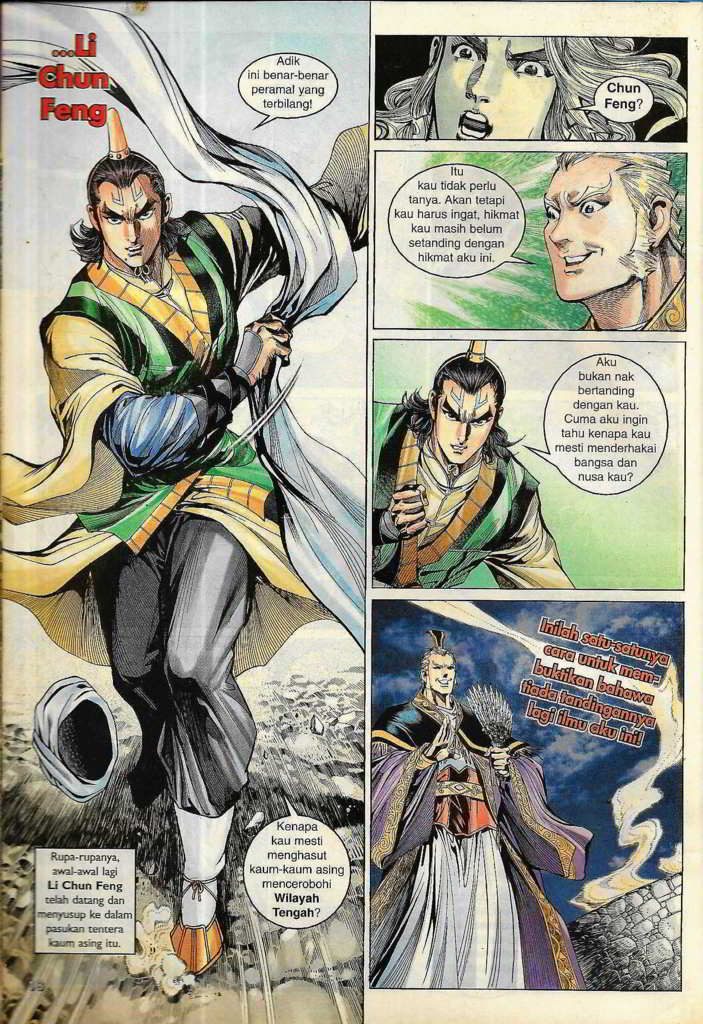 ...Li
Chun
Feng
Adik
ini benar-benar
peramal yang
terbilang!
Kenapa
kau mesti
menghasut
kaum-kaum asing
mencerobohi
Wilayah
Tengah?
Rupa-rupanya,
awal-awal lagi
Li Chun Feng
telah datang dan
menyusup ke dalam
pasukan tentera
kaum asing itu.
Chun
Feng?
Itu
kau tidak perlu
tanya. Akan tetapi
kau harus ingat, hikmat
kau masih belum
setanding dengan
hikmat aku ini.
Aku
bukan nak
bertanding
dengan kau.
Cuma aku ingin
tahu kenapa kau
mesti menderhakai
bangsa dan
nusa kau?
Inilah satu-satunya
cara untuk mem-
buktikan bahawa
tiada tandingannya
lagi ilmu aku ini!